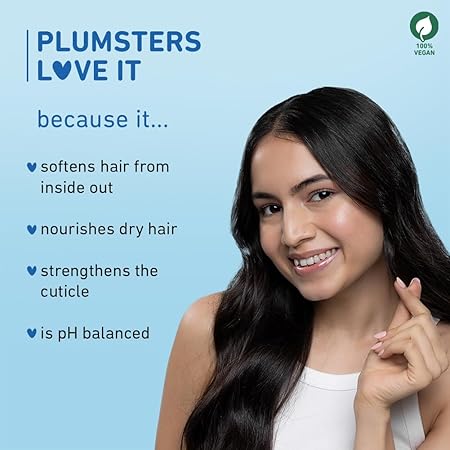 PLUMSTERS
LOVE IT
100%
VEGAN
because it...
softens hair from
inside out
nourishes dry hair
strengthens the
cuticle
is pH balanced